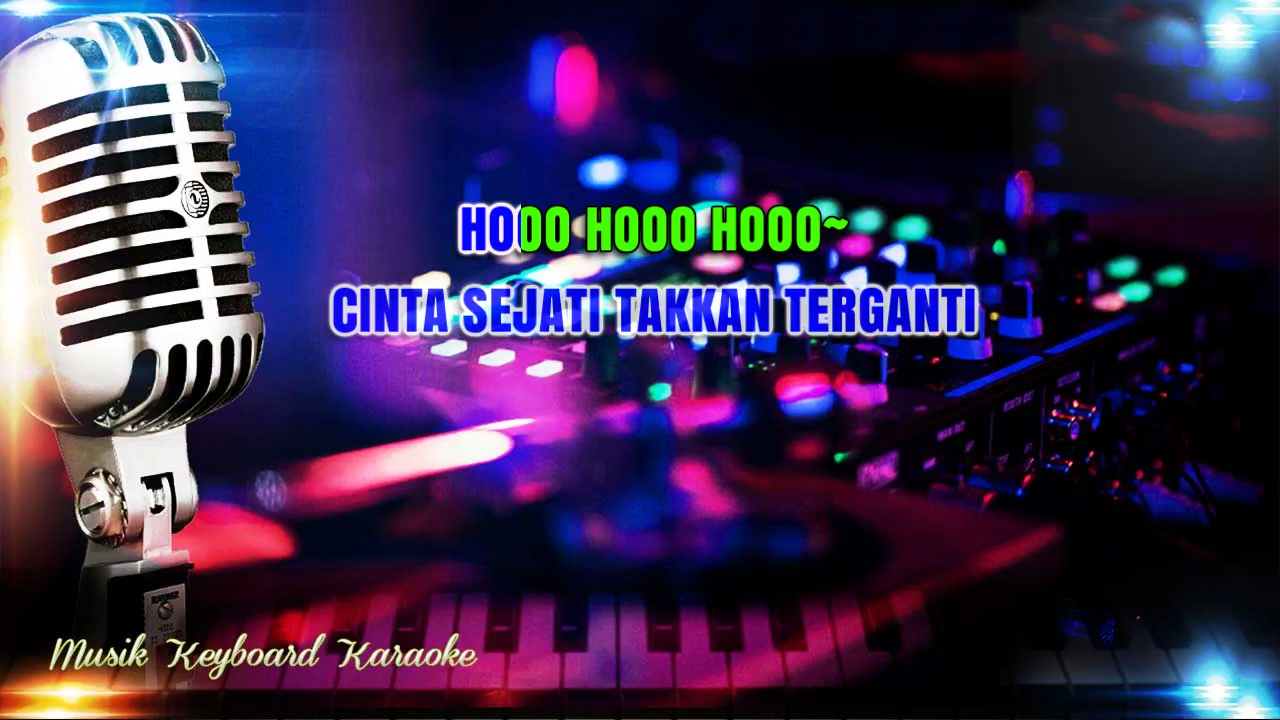 HOOO HOOO HOOO~
CINTA SEJATI TAKKAN TERGANTI
Musik Keyboard Karaoke